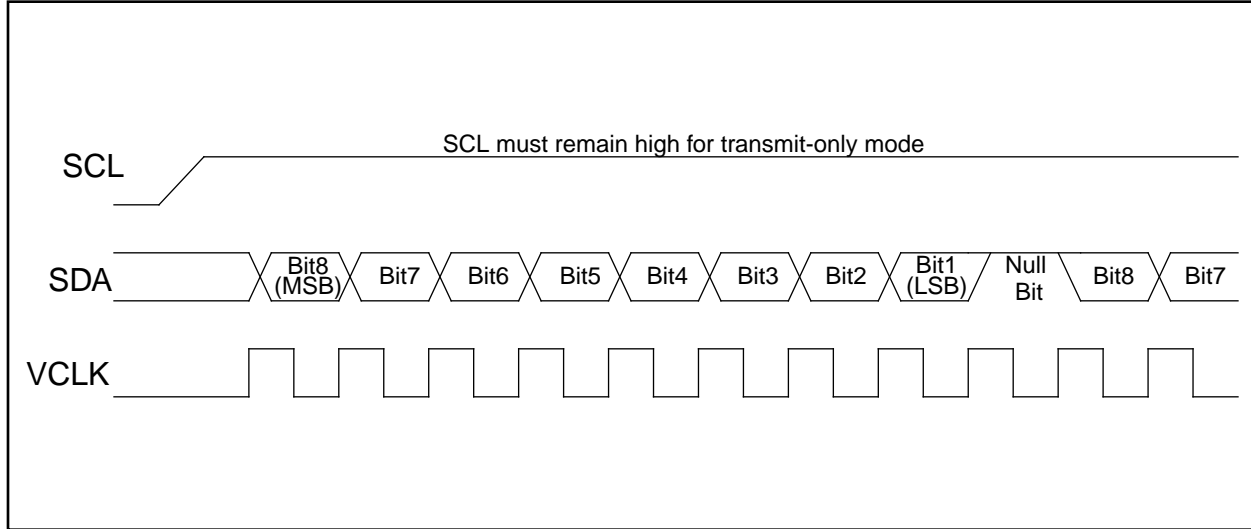 SCL must remain high for transmit-only mode
SCL
SDA
Bit8
(MSB)
Bit7
Bit6
Bit5
Bit4
Bit3
Bit2
Bit1
(LSB)
Null
Bit
Bit8
Bit7
VCLK